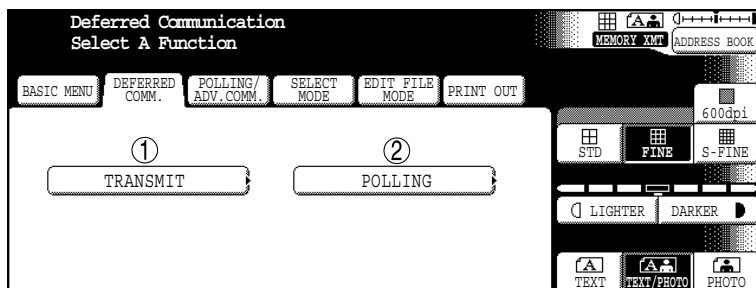 Deferred Communication
Select A Function
MEMORY XMT
ADDRESS BOOK
BASIC MENU
DEFERRED
COMM.
POLLING/
ADV.COMM.
SELECT
MODE
EDIT FILE
MODE
PRINT OUT
600dpi
① ②
TRANSMIT
POLLING
STD
FINE
S-FINE
LIGHTER
DARKER
A
TEXT
A
TEXT/PHOTO
PHOTO